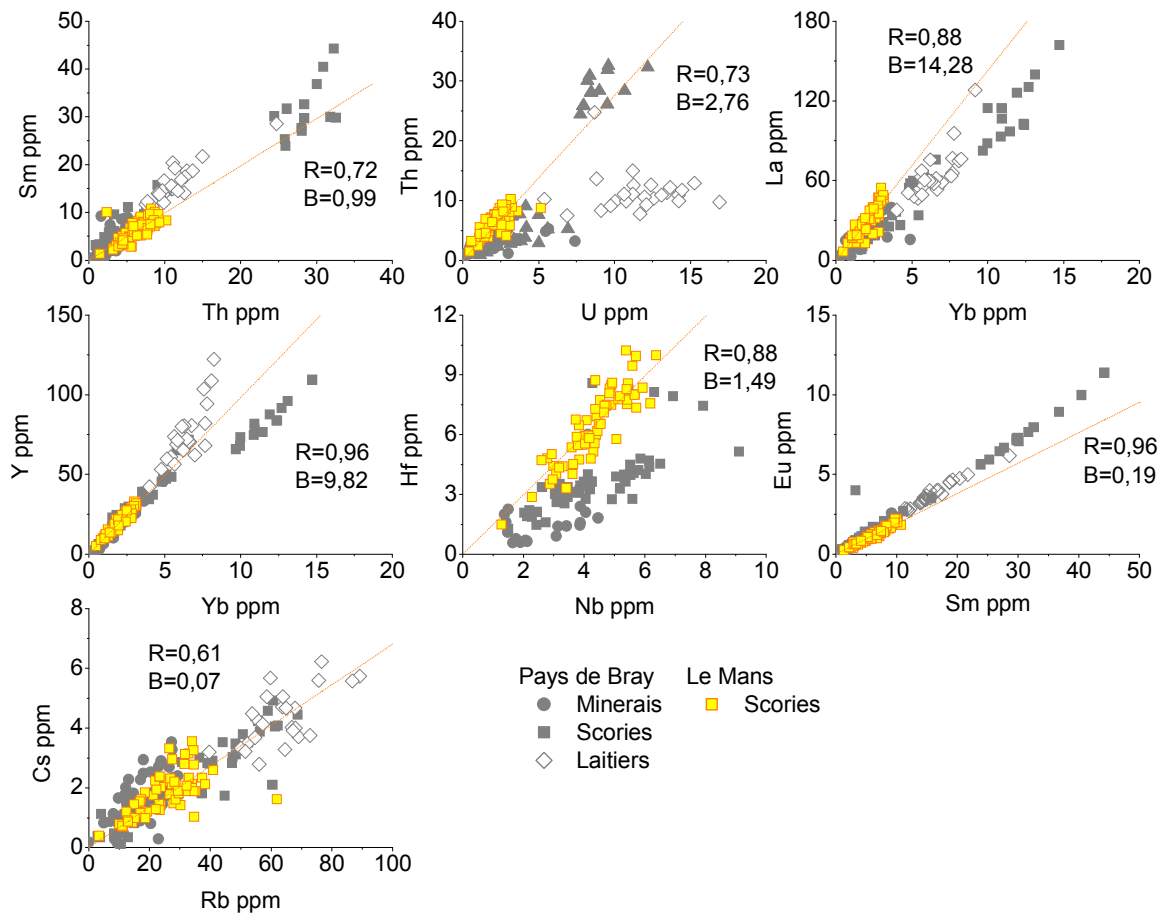 50
40
30
20
10
0
Sm ppm
R=0,72
B=0,99
0 10 20 30 40
Th ppm
40
30
20
10
0
Th ppm
R=0,73
B=2,76
0 5 10 15 20
U ppm
180
120
60
0
La ppm
R=0,88
B=14,28
0 5 10 15 20
Yb ppm
150
100
50
0
Y ppm
R=0,96
B=9,82
0 5 10 15 20
Yb ppm
12
9
6
3
0
Hf ppm
R=0,88
B=1,49
0 2 4 6 8 10
Nb ppm
15
10
5
0
Eu ppm
R=0,96
B=0,19
0 10 20 30 40 50
Sm ppm
8
6
4
2
0
Cs ppm
R=0,61
B=0,07
0 20 40 60 80 100
Rb ppm
Pays de Bray Le Mans
Minerais Scories
Scories
Laitiers